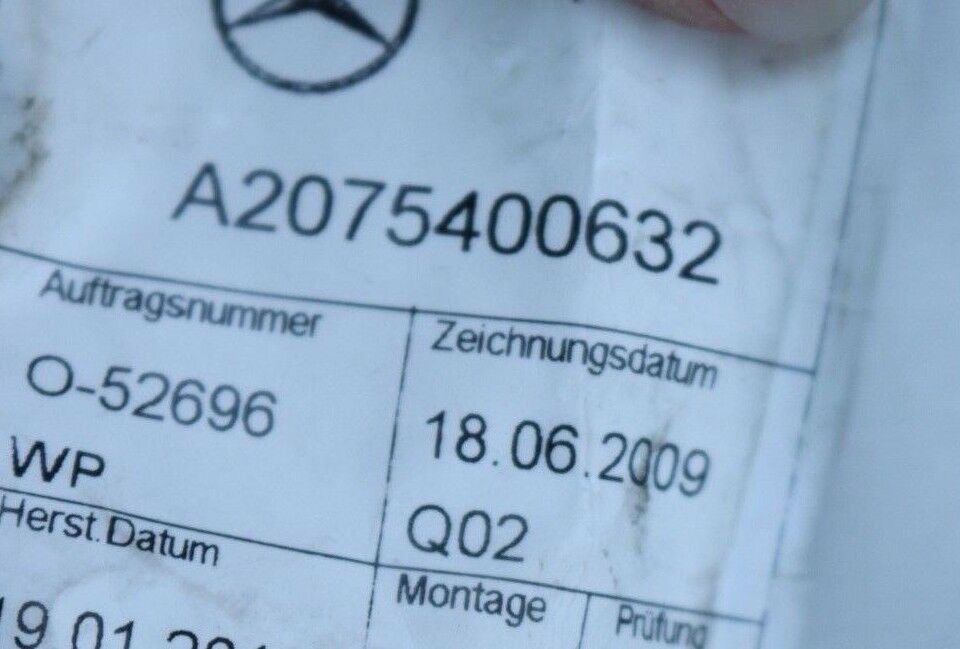 A2075400632
Auftragsnummer
Zeichnungsdatum
O-52696
18.06.2009
WP
Q02
Herst.Datum
Montage
Prüfung